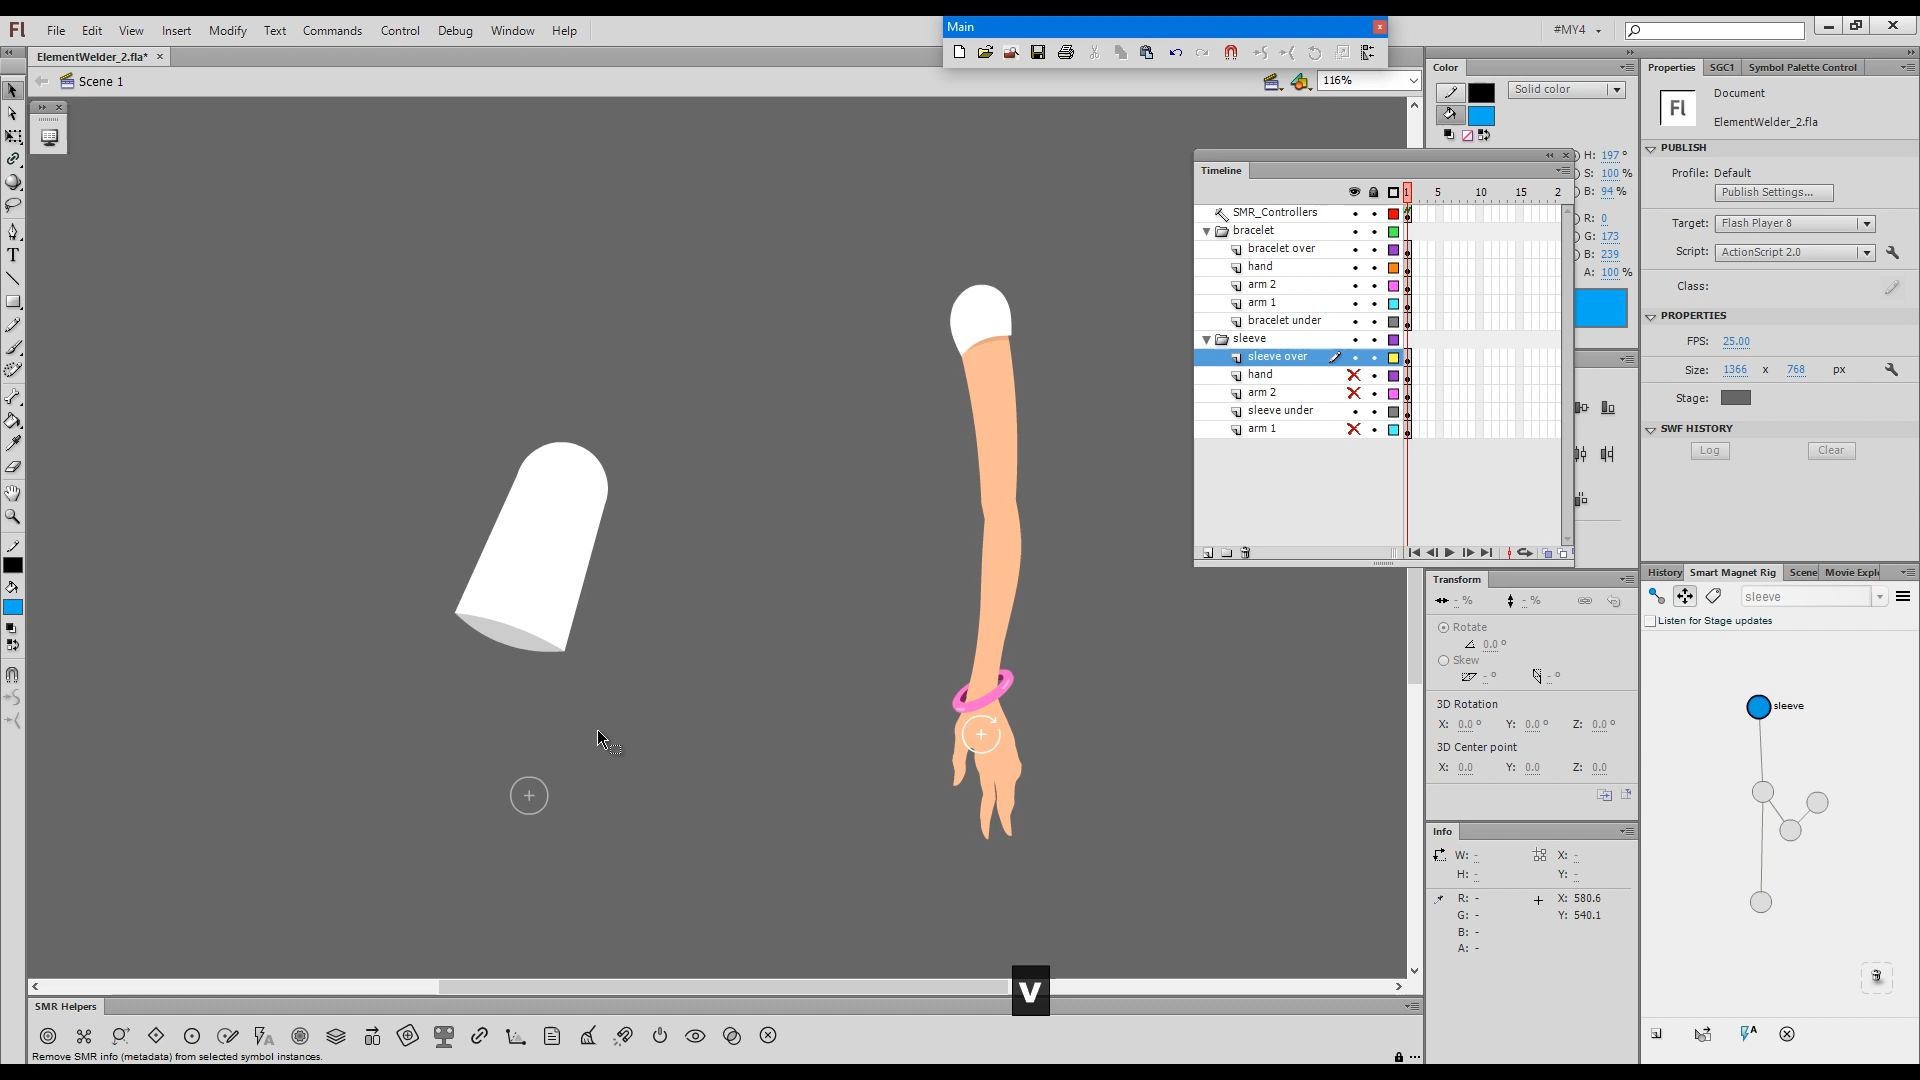 Main
Fl File Edit View Insert Modify Text Commands Control Debug Window Help
#MY4
ElementWelder_2.fla*
Scene 1
116%
Color
Solid color
H: 197 °
S: 100 %
B: 94 %
R: 0
G: 173
B: 239
A: 100 %
Timeline
1 5 10 15 2
SMR_Controllers
bracelet
bracelet over
hand
arm 2
arm 1
bracelet under
sleeve
sleeve over
hand
arm 2
sleeve under
arm 1
Properties SGC1 Symbol Palette Control
Fl
Document
ElementWelder_2.fla
PUBLISH
Profile: Default
Publish Settings...
Target: Flash Player 8
Script: ActionScript 2.0
Class:
PROPERTIES
FPS: 25.00
Size: 1366 x 768 px
Stage:
SWF HISTORY
Log Clear
Transform
- % - %
Rotate
0.0 °
Skew
- ° - °
3D Rotation
X: 0.0 ° Y: 0.0 ° Z: 0.0 °
3D Center point
X: 0.0 Y: 0.0 Z: 0.0
Info
W: - X: -
H: - Y: -
R: - X: 580.6
G: - Y: 540.1
B: -
A: -
History Smart Magnet Rig Scene Movie Expl
sleeve
Listen for Stage updates
sleeve
V
SMR Helpers
Remove SMR info (metadata) from selected symbol instances.